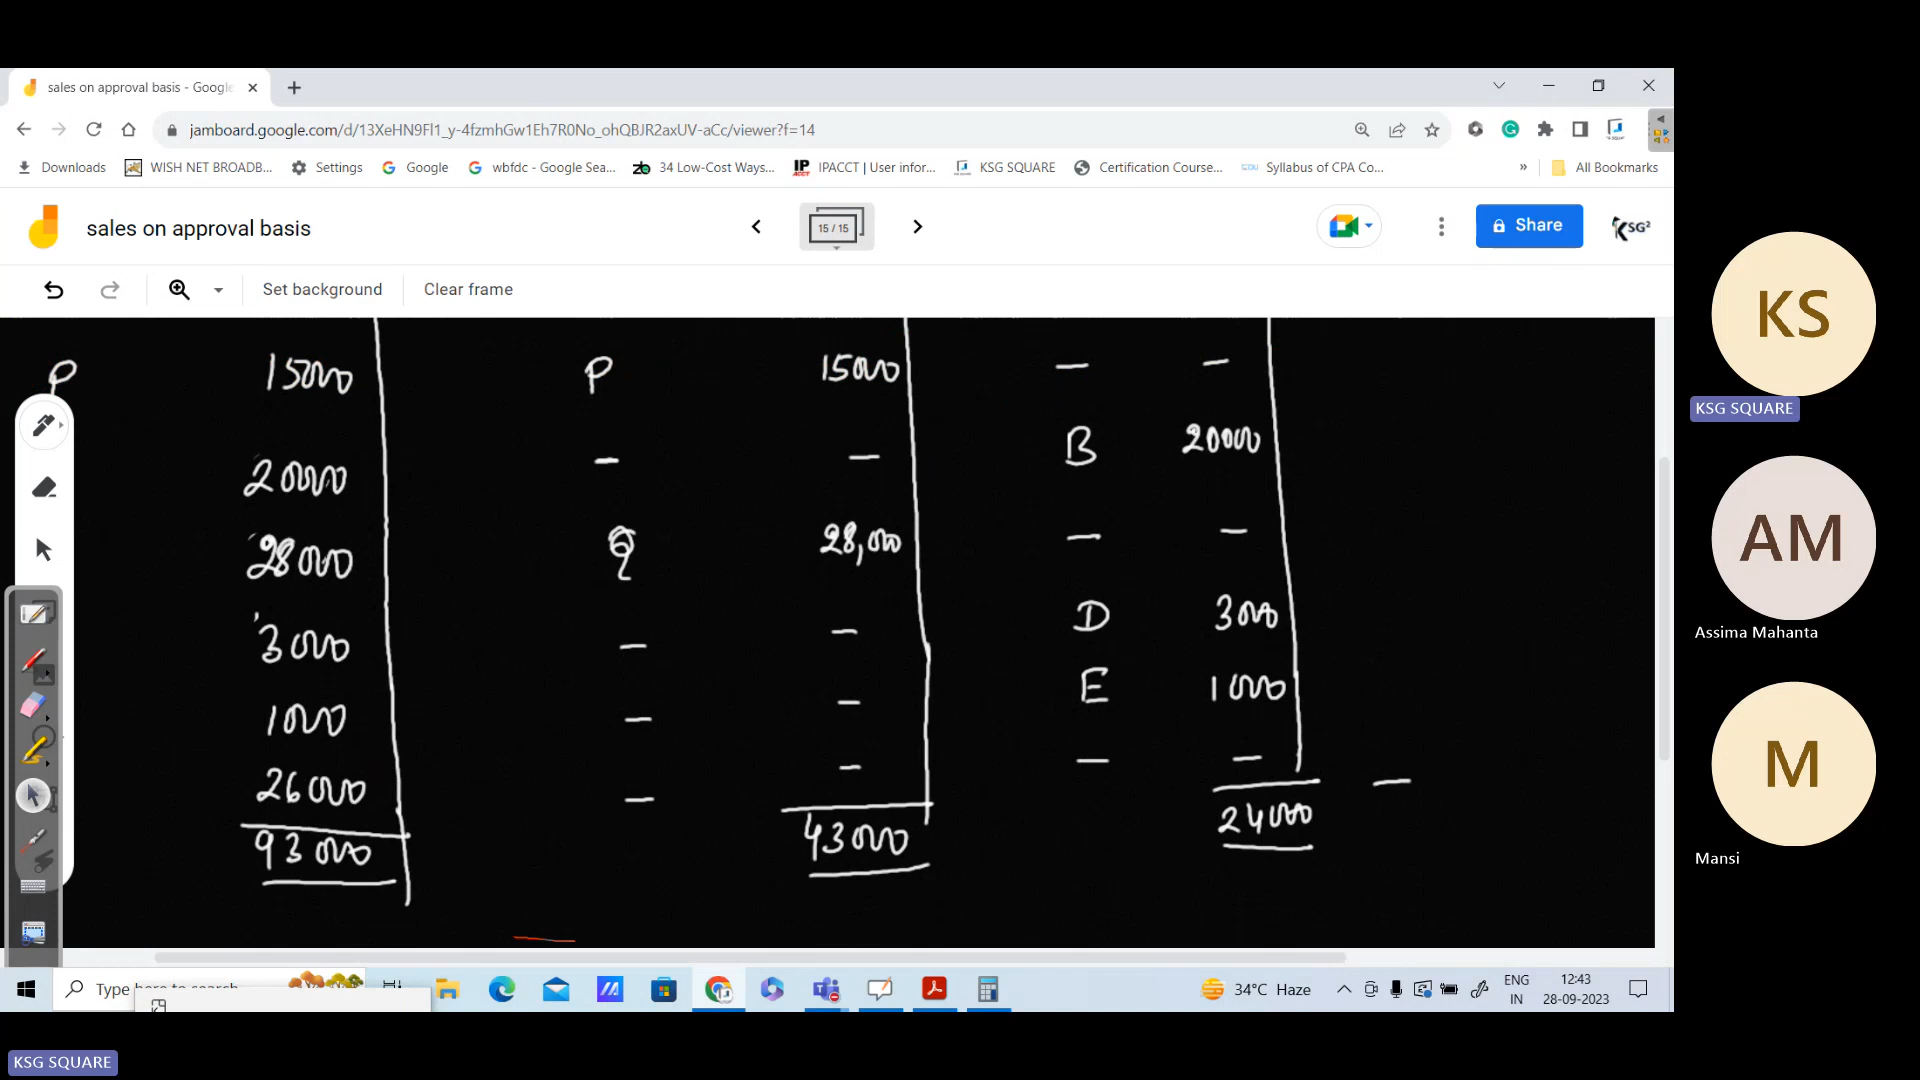 sales on approval basis - Google
jamboard.google.com/d/13XeHN9Fl1_y-4fzmhGw1Eh7R0No_ohQBJR2axUV-aCc/viewer?f=14
Downloads WISH NET BROADB... Settings Google wbfdc - Google Sea... 34 Low-Cost Ways... IPACCT | User infor... KSG SQUARE Certification Course... Syllabus of CPA Co... » All Bookmarks
sales on approval basis 15 / 15 Share KSG²
Set background Clear frame
P 15000 P 15000 — —
20000 — — B 20000
28000 Q 28,000 — —
3000 — — D 3000
1000 — — E 1000
26000 — — — —
93000 43000 24000 —
KS
KSG SQUARE
AM
Assima Mahanta
M
Mansi
Type here to search 34°C Haze ENG IN 12:43 28-09-2023
KSG SQUARE